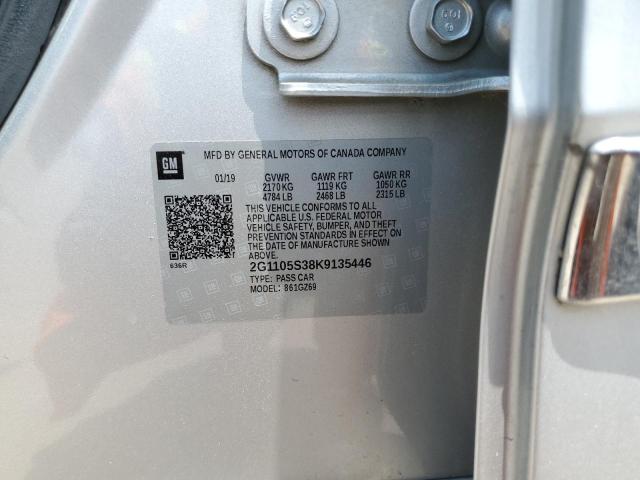 109
109
GM
MFD BY GENERAL MOTORS OF CANADA COMPANY
01/19 GVWR GAWR FRT GAWR RR
2170 KG 1119 KG 1050 KG
4784 LB 2468 LB 2315 LB
THIS VEHICLE CONFORMS TO ALL
APPLICABLE U.S. FEDERAL MOTOR
VEHICLE SAFETY, BUMPER, AND THEFT
PREVENTION STANDARDS IN EFFECT ON
THE DATE OF MANUFACTURE SHOWN
ABOVE.
636R
2G1105S38K9135446
TYPE: PASS CAR
MODEL: 861GZ69